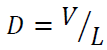 D = V/L